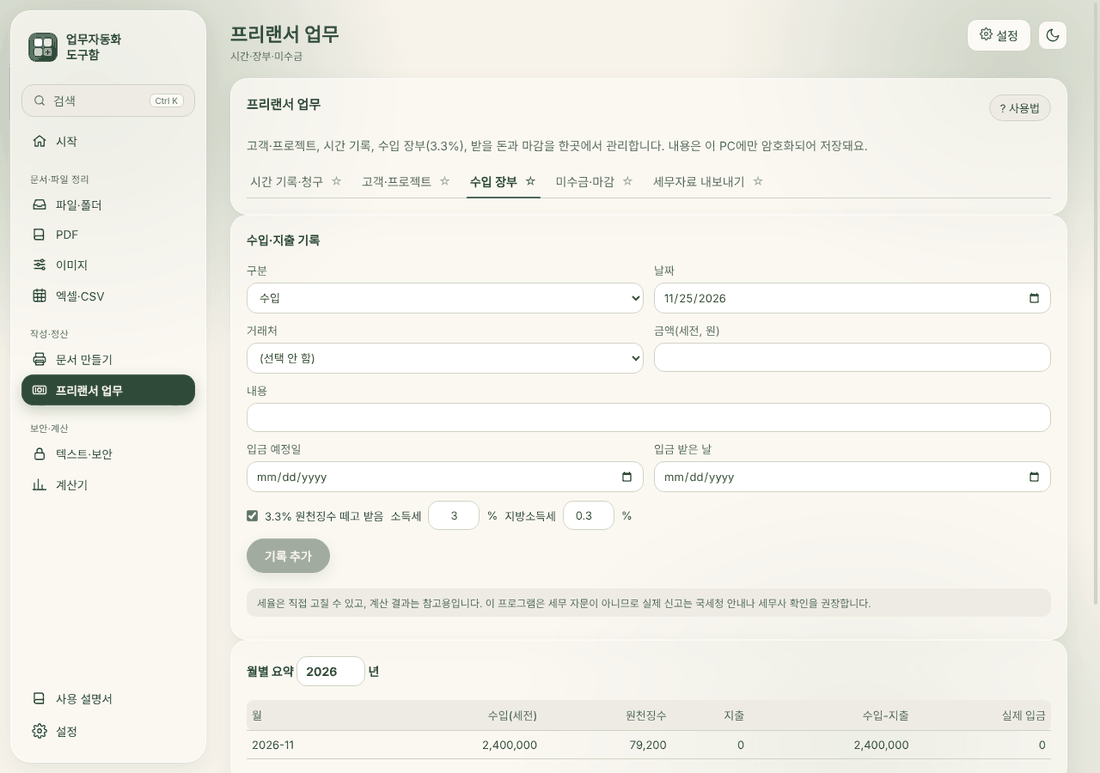 업무자동화
도구함
검색 Ctrl K
시작
문서·파일 정리
파일·폴더
PDF
이미지
엑셀·CSV
작성·정산
문서 만들기
프리랜서 업무
보안·계산
텍스트·보안
계산기
사용 설명서
설정
프리랜서 업무
시간·장부·미수금
설정
프리랜서 업무
? 사용법
고객·프로젝트, 시간 기록, 수입 장부(3.3%), 받을 돈과 마감을 한곳에서 관리합니다. 내용은 이 PC에만 암호화되어 저장돼요.
시간 기록·청구 ☆ 고객·프로젝트 ☆ 수입 장부 ☆ 미수금·마감 ☆ 세무자료 내보내기 ☆
수입·지출 기록
구분 날짜
수입 11/25/2026
거래처 금액(세전, 원)
(선택 안 함)
내용
입금 예정일 입금 받은 날
mm/dd/yyyy mm/dd/yyyy
3.3% 원천징수 떼고 받음 소득세 3 % 지방소득세 0.3 %
기록 추가
세율은 직접 고칠 수 있고, 계산 결과는 참고용입니다. 이 프로그램은 세무 자문이 아니므로 실제 신고는 국세청 안내나 세무사 확인을 권장합니다.
월별 요약 2026 년
월 수입(세전) 원천징수 지출 수입-지출 실제 입금
2026-11 2,400,000 79,200 0 2,400,000 0